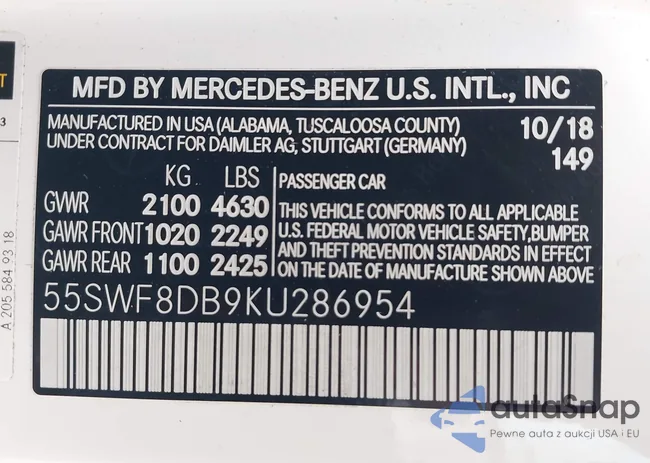 MFD BY MERCEDES-BENZ U.S. INTL., INC
MANUFACTURED IN USA (ALABAMA, TUSCALOOSA COUNTY)
UNDER CONTRACT FOR DAIMLER AG, STUTTGART (GERMANY)
10/18
149
KG LBS
GVWR 2100 4630
GAWR FRONT 1020 2249
GAWR REAR 1100 2425
PASSENGER CAR
THIS VEHICLE CONFORMS TO ALL APPLICABLE
U.S. FEDERAL MOTOR VEHICLE SAFETY, BUMPER
AND THEFT PREVENTION STANDARDS IN EFFECT
ON THE DATE OF MANUFACTURE SHOWN ABOVE.
55SWF8DB9KU286954
A 205 584 93 18
T
3
autaSnap
Pewne auta z aukcji USA i EU